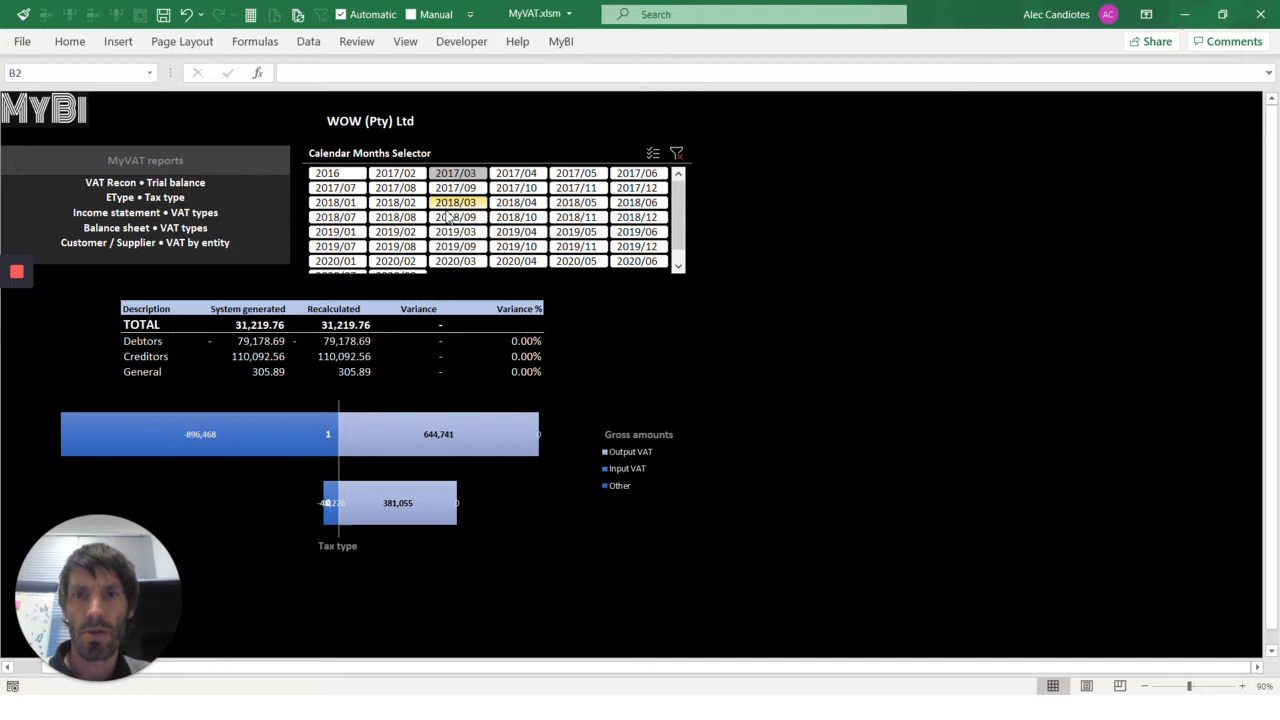 Automatic Manual MyVAT.xlsm Search Alec Candiotes AC
File Home Insert Page Layout Formulas Data Review View Developer Help MyBI Share Comments
B2 fx
MyBi
WOW (Pty) Ltd
MyVAT reports
VAT Recon • Trial balance
EType • Tax type
Income statement • VAT types
Balance sheet • VAT types
Customer / Supplier • VAT by entity
Calendar Months Selector
2016 2017/02 2017/03 2017/04 2017/05 2017/06
2017/07 2017/08 2017/09 2017/10 2017/11 2017/12
2018/01 2018/02 2018/03 2018/04 2018/05 2018/06
2018/07 2018/08 2018/09 2018/10 2018/11 2018/12
2019/01 2019/02 2019/03 2019/04 2019/05 2019/06
2019/07 2019/08 2019/09 2019/10 2019/11 2019/12
2020/01 2020/02 2020/03 2020/04 2020/05 2020/06
Description System generated Recalculated Variance Variance %
TOTAL 31,219.76 31,219.76 -
Debtors - 79,178.69 - 79,178.69 - 0.00%
Creditors 110,092.56 110,092.56 - 0.00%
General 305.89 305.89 - 0.00%
-896,468 1 644,741 0
381,055 0
Tax type
Gross amounts
Output VAT
Input VAT
Other
90%